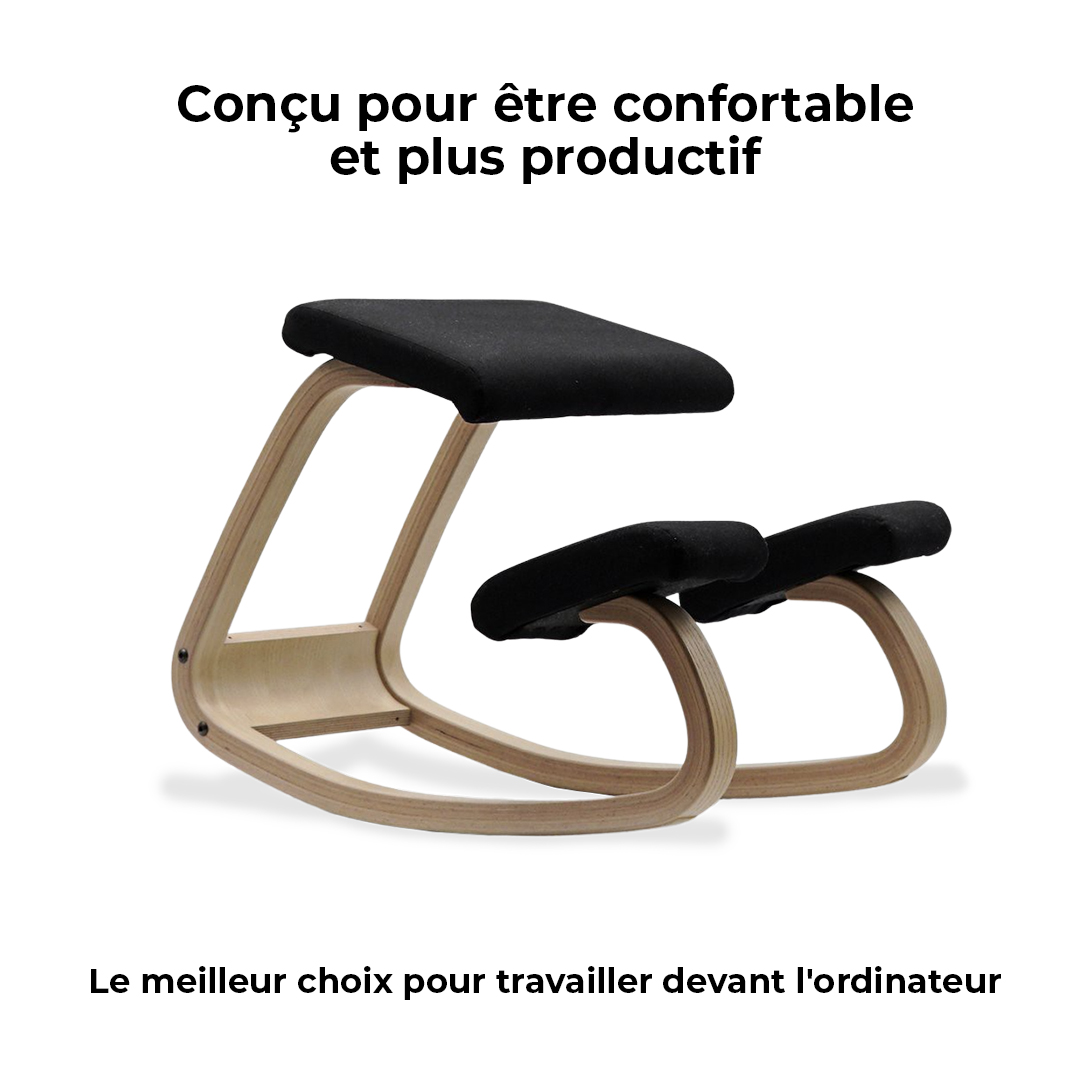 Conçu pour être confortable
et plus productif
Le meilleur choix pour travailler devant l'ordinateur